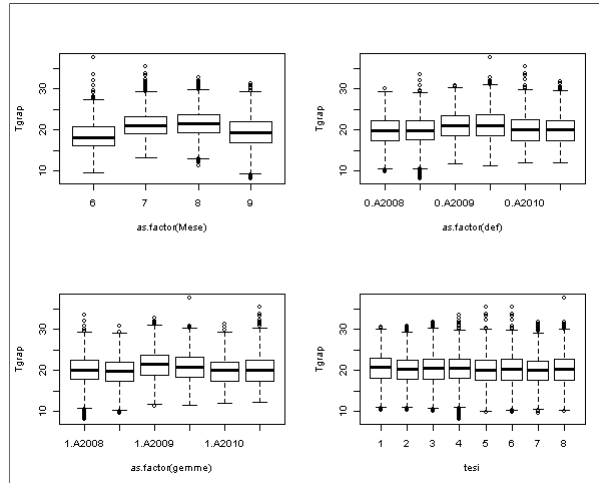 Tgrap
30
20
10
6 7 8 9
as.factor(Mese)
Tgrap
30
20
10
0.A2008 0.A2009 0.A2010
as.factor(def)
Tgrap
30
20
10
1.A2008 1.A2009 1.A2010
as.factor(gemme)
Tgrap
30
20
10
1 2 3 4 5 6 7 8
tesi